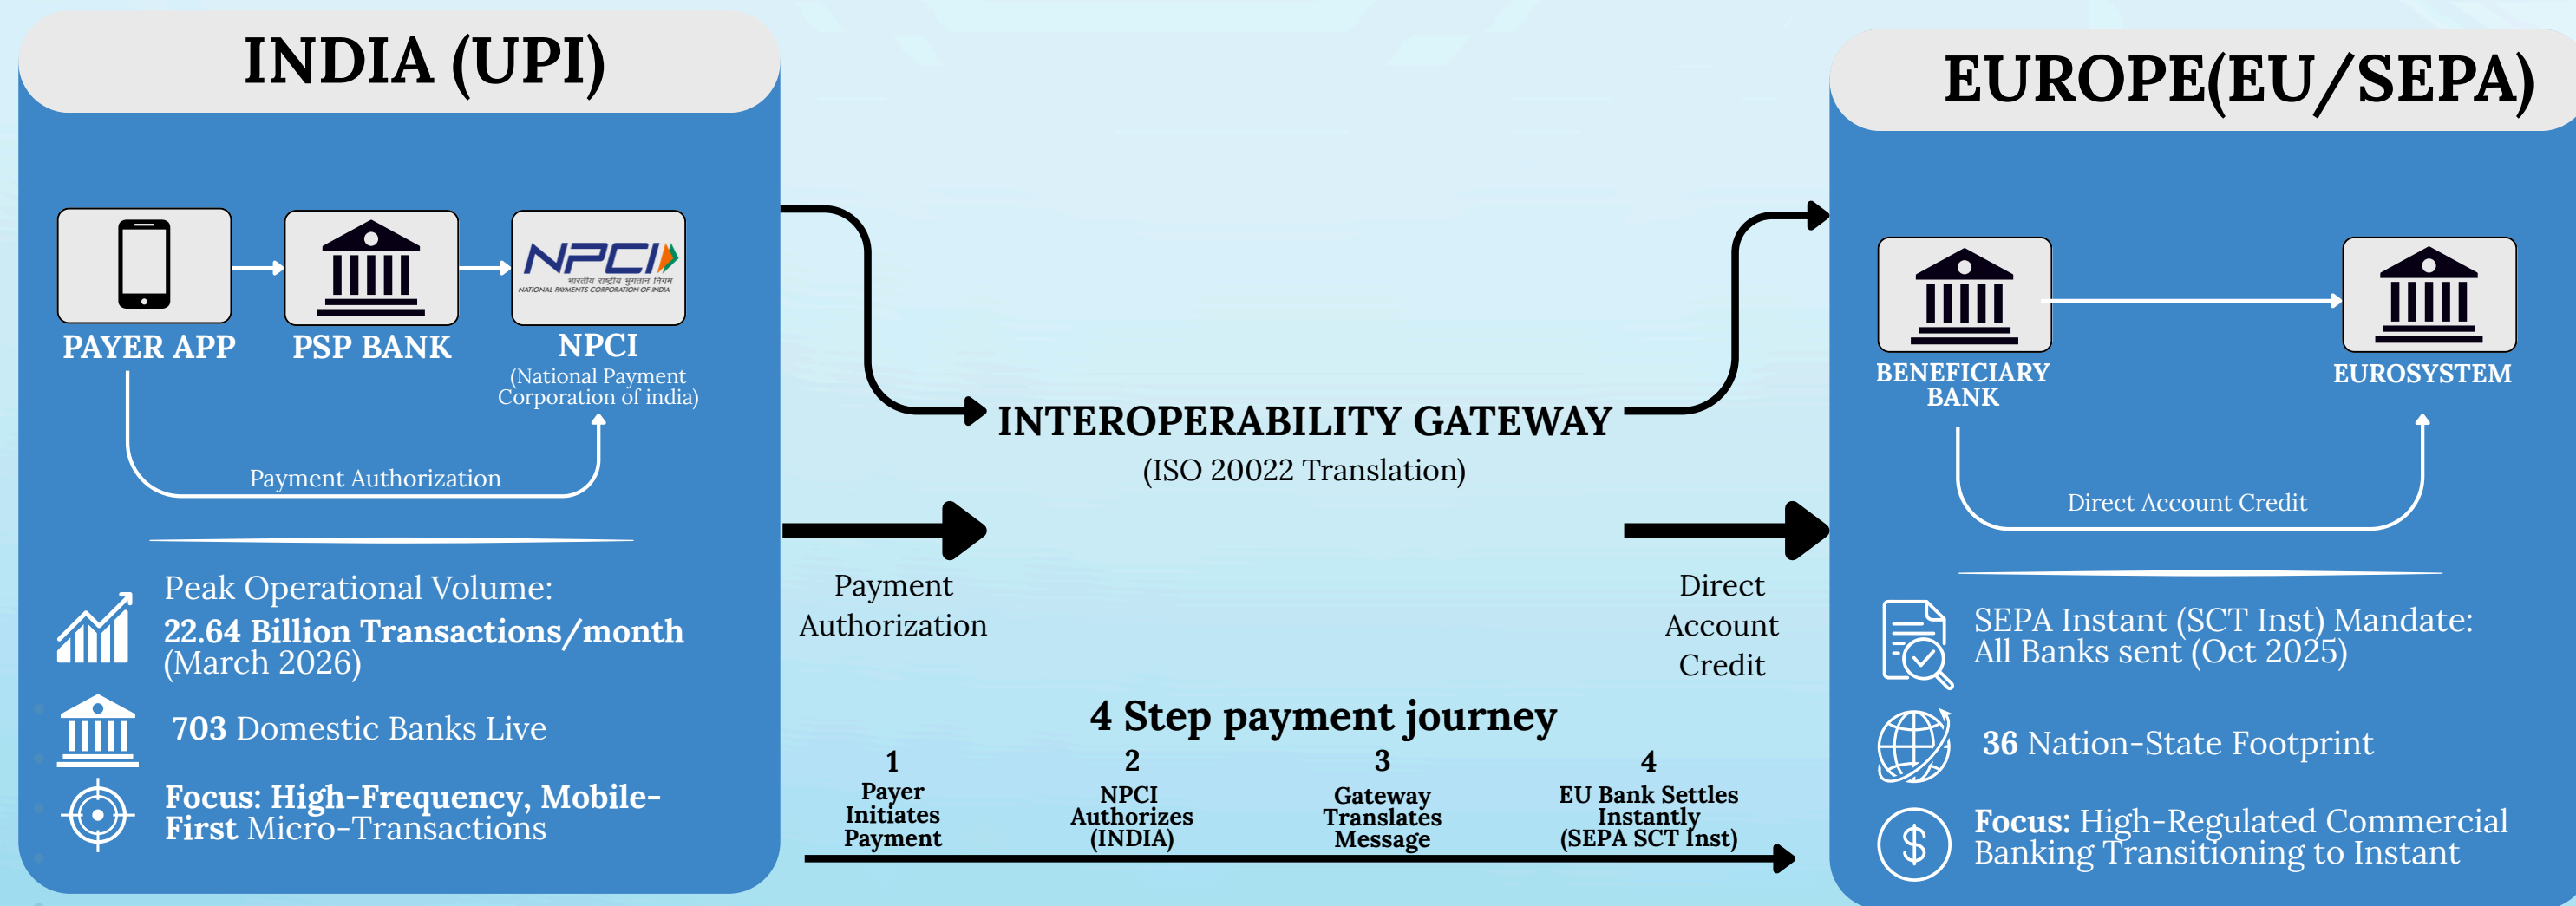 INDIA (UPI)
NPCI
भारतीय राष्ट्रीय भुगतान निगम
NATIONAL PAYMENTS CORPORATION OF INDIA
PAYER APP
PSP BANK
NPCI
(National Payment
Corporation of india)
Payment Authorization
Peak Operational Volume:
22.64 Billion Transactions/month
(March 2026)
703 Domestic Banks Live
Focus: High-Frequency, Mobile-
First Micro-Transactions
INTEROPERABILITY GATEWAY
(ISO 20022 Translation)
Payment
Authorization
Direct
Account
Credit
4 Step payment journey
1
Payer
Initiates
Payment
2
NPCI
Authorizes
(INDIA)
3
Gateway
Translates
Message
4
EU Bank Settles
Instantly
(SEPA SCT Inst)
EUROPE(EU/SEPA)
BENEFICIARY
BANK
EUROSYSTEM
Direct Account Credit
SEPA Instant (SCT Inst) Mandate:
All Banks sent (Oct 2025)
36 Nation-State Footprint
$
Focus: High-Regulated Commercial
Banking Transitioning to Instant